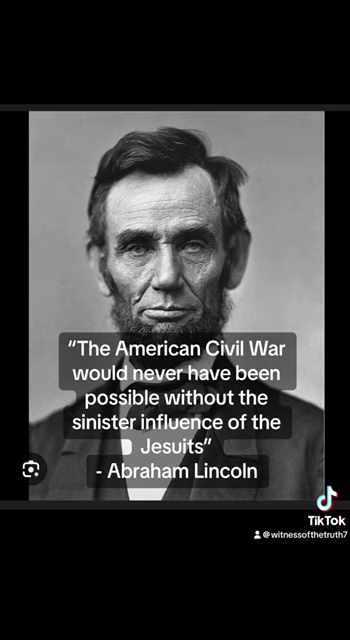 “The American Civil War
would never have been
possible without the
sinister influence of the
Jesuits”
- Abraham Lincoln
TikTok
@witnessofthetruth7